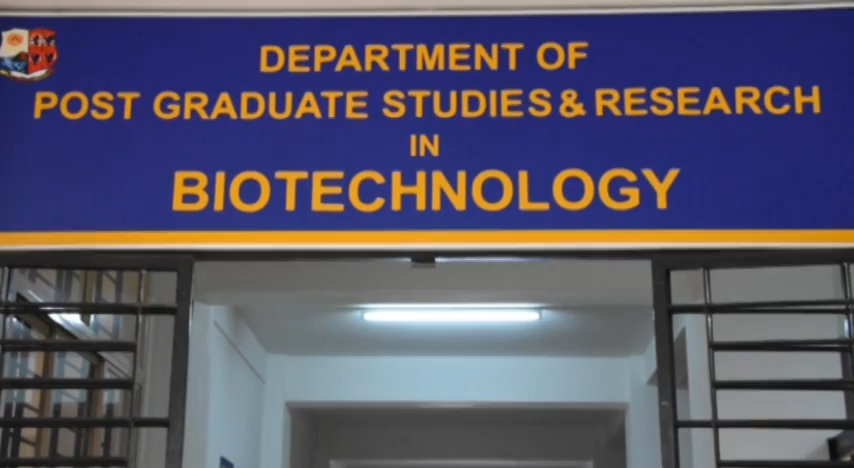 DEPARTMENT OF
POST GRADUATE STUDIES & RESEARCH
IN
BIOTECHNOLOGY